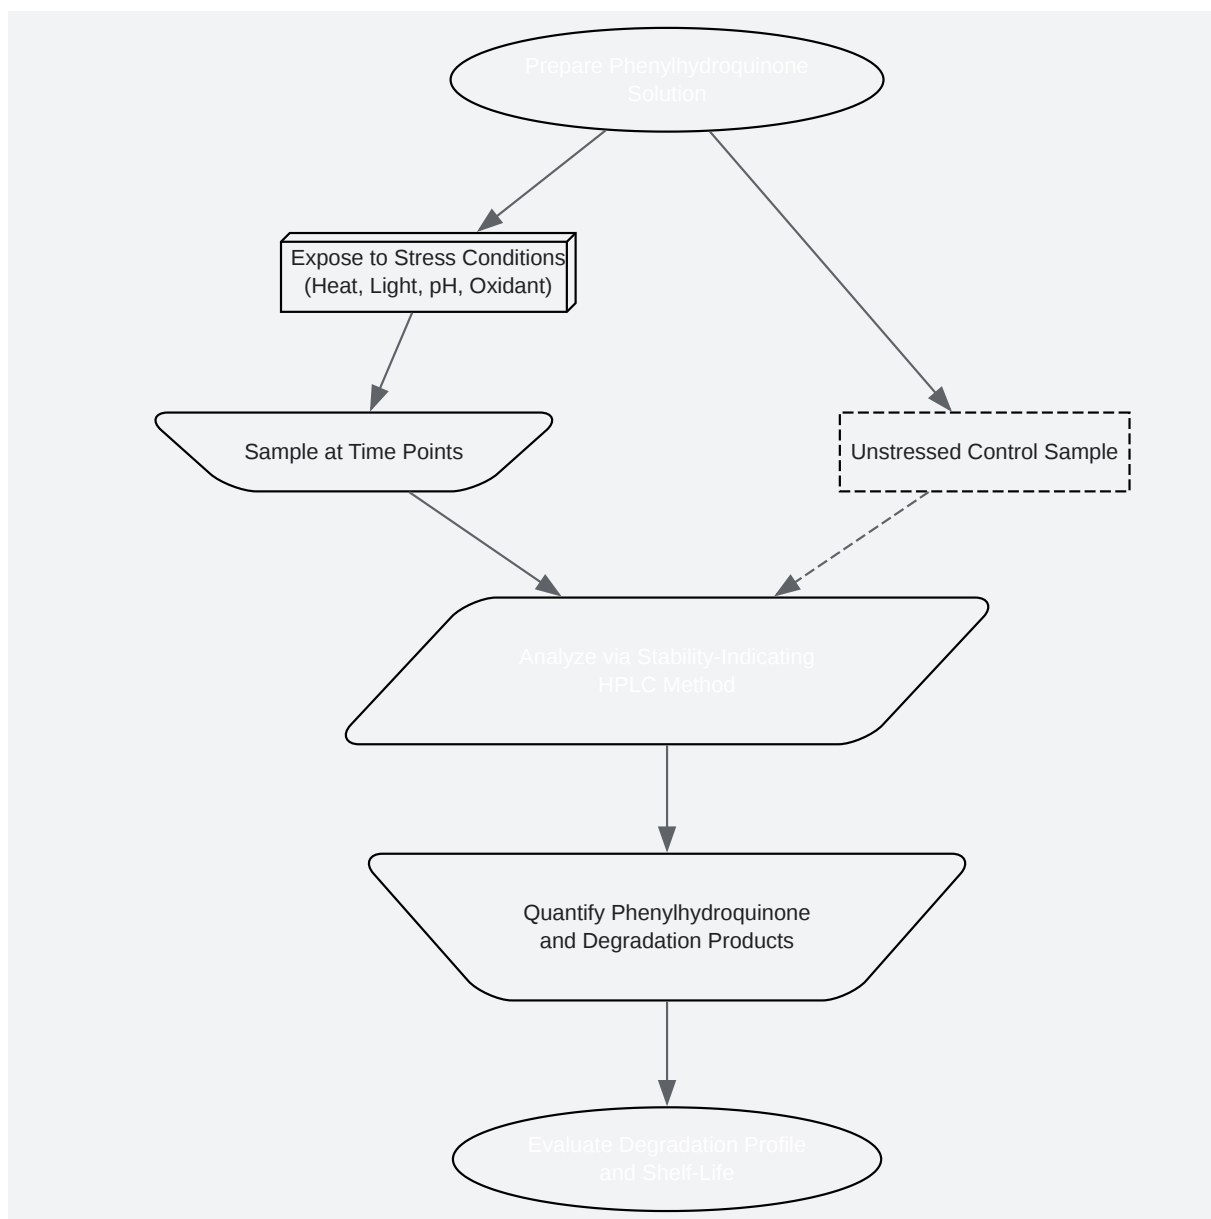 Prepare Phenylhydroquinone
Solution
Expose to Stress Conditions
(Heat, Light, pH, Oxidant)
Sample at Time Points
Unstressed Control Sample
Analyze via Stability-Indicating
HPLC Method
Quantify Phenylhydroquinone
and Degradation Products
Evaluate Degradation Profile
and Shelf-Life